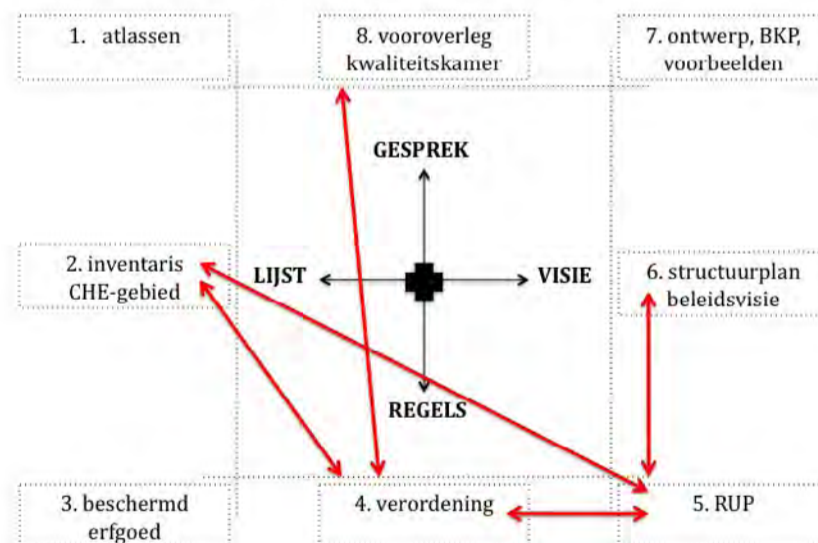 1. atlassen
8. vooroverleg
kwaliteitskamer
7. ontwerp, BKP,
voorbeelden
GESPREK
2. inventaris
CHE-gebied
LIJST
VISIE
6. structuurplan
beleidsvisie
REGELS
3. beschermd
erfgoed
4. verordening
5. RUP